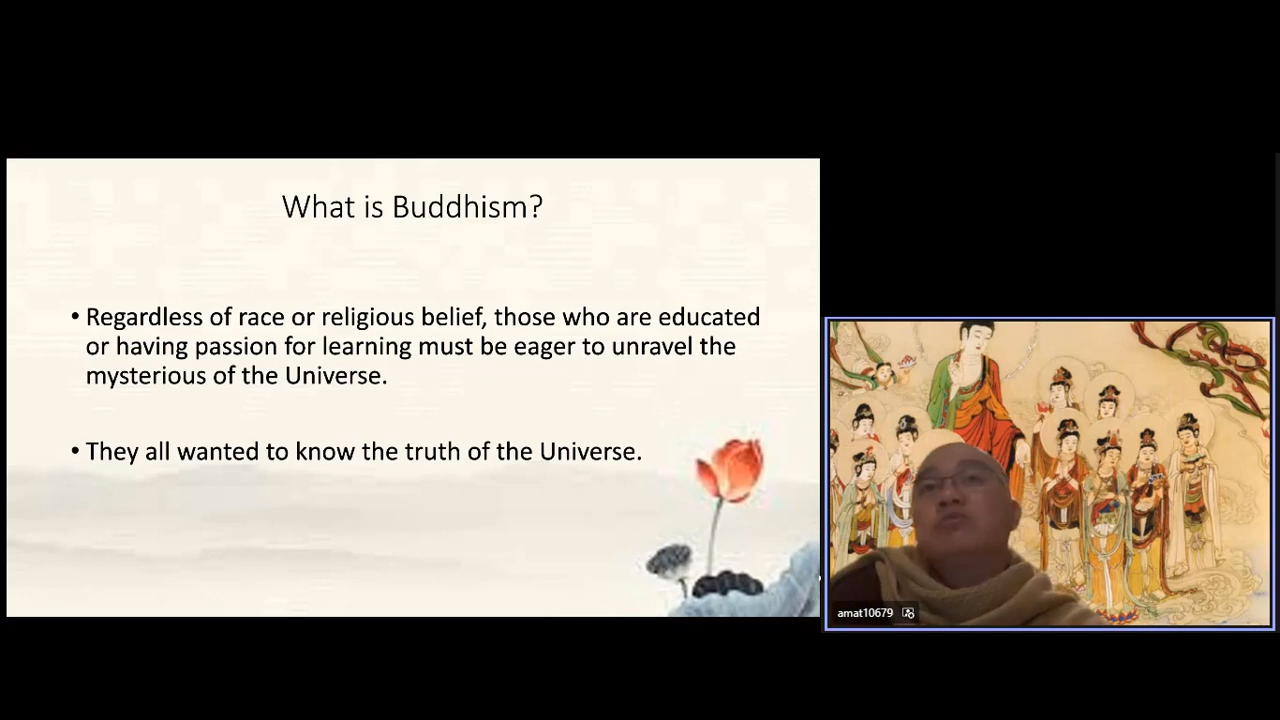 What is Buddhism?
• Regardless of race or religious belief, those who are educated
or having passion for learning must be eager to unravel the
mysterious of the Universe.
• They all wanted to know the truth of the Universe.
amat10679